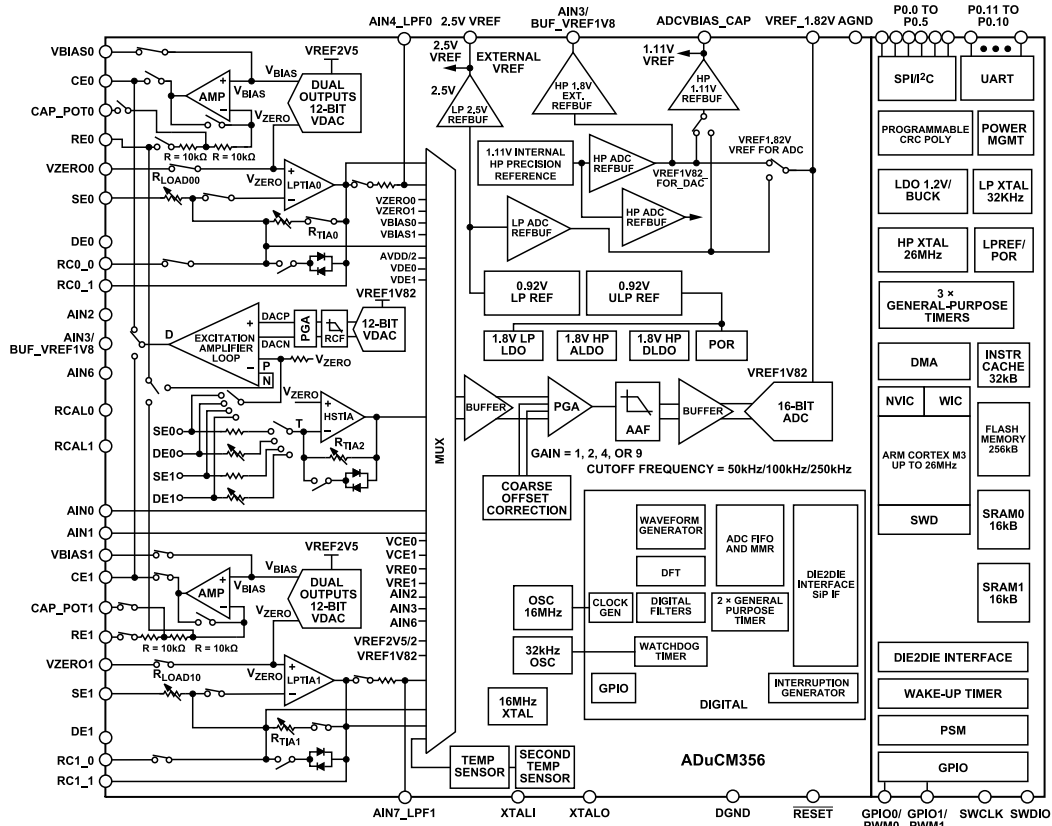 AIN4_LPF0
2.5V VREF
AIN3/
BUF_VREF1V8
ADCVBIAS_CAP
VREF_1.82V
AGND
P0.0 TO
P0.5
P0.11 TO
P0.10
VBIAS0
CE0
CAP_POT0
RE0
VZERO0
SE0
DE0
RC0_0
RC0_1
AIN2
AIN3/
BUF_VREF1V8
AIN6
RCAL0
RCAL1
AIN0
AIN1
VBIAS1
CE1
CAP_POT1
RE1
VZERO1
SE1
DE1
RC1_0
RC1_1
VREF2V5
VBIAS
AMP
+
VBIAS
−
DUAL
OUTPUTS
12-BIT
VDAC
VZERO
R = 10kΩ
R = 10kΩ
RLOAD00
+
VZERO
LPTIA0
−
RTIA0
VREF1V82
D
EXCITATION
AMPLIFIER
LOOP
+
−
P
N
DACP
DACN
PGA
RCF
12-BIT
VDAC
VZERO
VZERO
+
HSTIA
−
T
RTIA2
SE0
DE0
SE1
DE1
VREF2V5
VBIAS
AMP
+
VBIAS
−
DUAL
OUTPUTS
12-BIT
VDAC
VZERO
R = 10kΩ
R = 10kΩ
RLOAD10
+
VZERO
LPTIA1
−
RTIA1
MUX
VZERO0
VZERO1
VBIAS0
VBIAS1
AVDD/2
VDE0
VDE1
VCE0
VCE1
VRE0
VRE1
AIN2
AIN3
AIN6
VREF2V5/2
VREF1V82
2.5V
VREF
EXTERNAL
VREF
2.5V
LP 2.5V
REFBUF
HP 1.8V
EXT.
REFBUF
1.11V
VREF
HP
1.11V
REFBUF
1.11V INTERNAL
HP PRECISION
REFERENCE
HP ADC
REFBUF
VREF1V82_
FOR_DAC
VREF1.82V
VREF FOR ADC
LP ADC
REFBUF
HP ADC
REFBUF
0.92V
LP REF
0.92V
ULP REF
1.8V LP
LDO
1.8V HP
ALDO
1.8V HP
DLDO
POR
BUFFER
PGA
AAF
BUFFER
VREF1V82
16-BIT
ADC
GAIN = 1, 2, 4, OR 9
CUTOFF FREQUENCY = 50kHz/100kHz/250kHz
COARSE
OFFSET
CORRECTION
WAVEFORM
GENERATOR
ADC FIFO
AND MMR
DIE2DIE
INTERFACE
SiP IF
DFT
OSC
16MHz
CLOCK
GEN
DIGITAL
FILTERS
2 × GENERAL
PURPOSE
TIMER
32kHz
OSC
WATCHDOG
TIMER
GPIO
INTERRUPTION
GENERATOR
DIGITAL
16MHz
XTAL
TEMP
SENSOR
SECOND
TEMP
SENSOR
ADuCM356
SPI/I2C
UART
PROGRAMMABLE
CRC POLY
POWER
MGMT
LDO 1.2V/
BUCK
LP XTAL
32KHz
HP XTAL
26MHz
LPREF/
POR
3 ×
GENERAL-PURPOSE
TIMERS
DMA
INSTR
CACHE
32kB
NVIC
WIC
ARM CORTEX M3
UP TO 26MHz
FLASH
MEMORY
256kB
SWD
SRAM0
16kB
SRAM1
16kB
DIE2DIE INTERFACE
WAKE-UP TIMER
PSM
GPIO
AIN7_LPF1
XTALI
XTALO
DGND
RESET
GPIO0/
PWM0
GPIO1/
PWM1
SWCLK
SWDIO